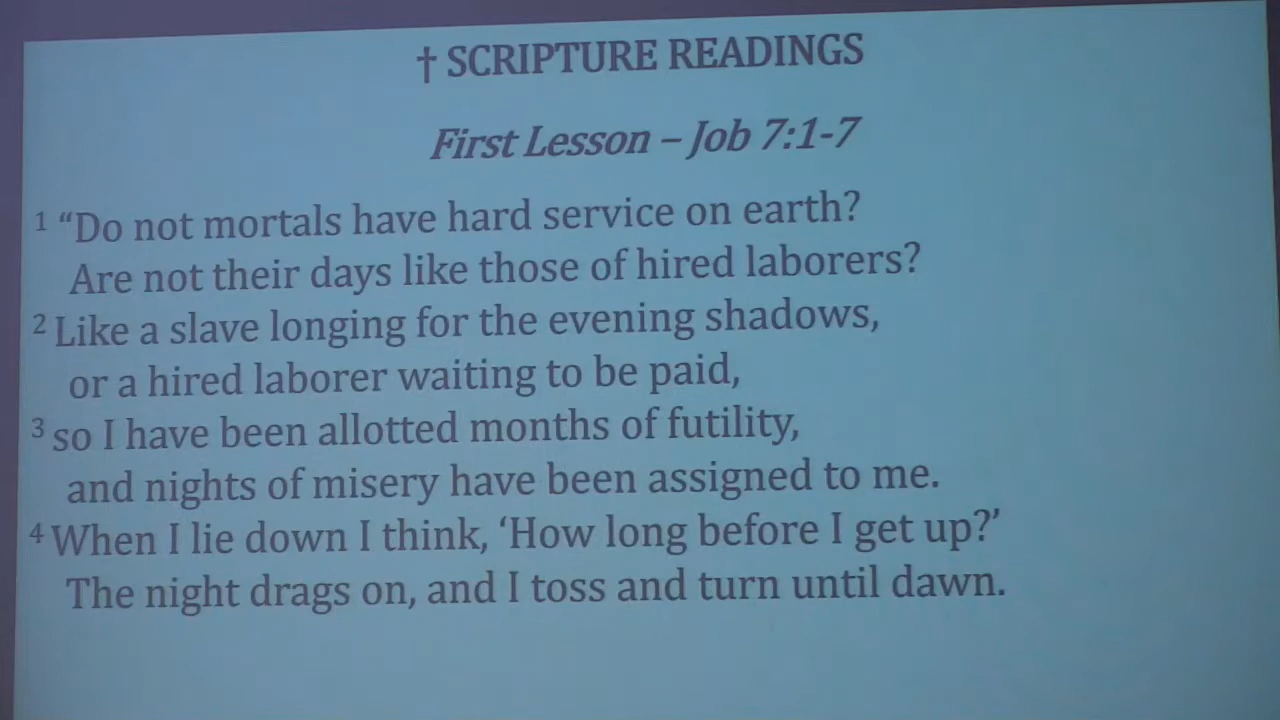 † SCRIPTURE READINGS
First Lesson – Job 7:1-7
1 “Do not mortals have hard service on earth?
Are not their days like those of hired laborers?
2 Like a slave longing for the evening shadows,
or a hired laborer waiting to be paid,
3 so I have been allotted months of futility,
and nights of misery have been assigned to me.
4 When I lie down I think, ‘How long before I get up?’
The night drags on, and I toss and turn until dawn.